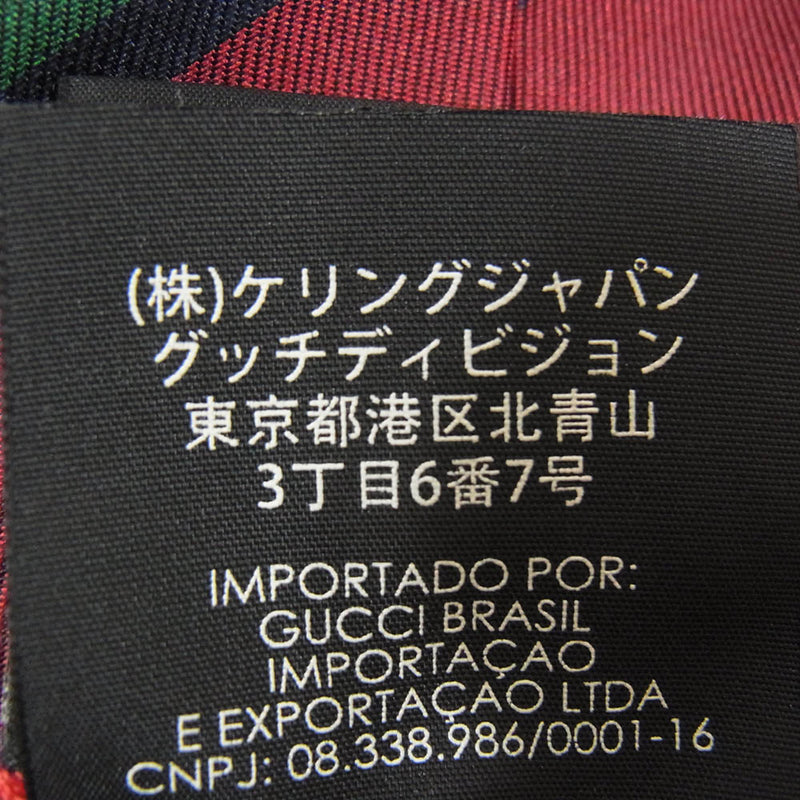 (株)ケリングジャパン
グッチディビジョン
東京都港区北青山
3丁目6番7号
IMPORTADO POR:
GUCCI BRASIL
IMPORTAÇAO
E EXPORTAÇAO LTDA
CNPJ: 08.338.986/0001-16